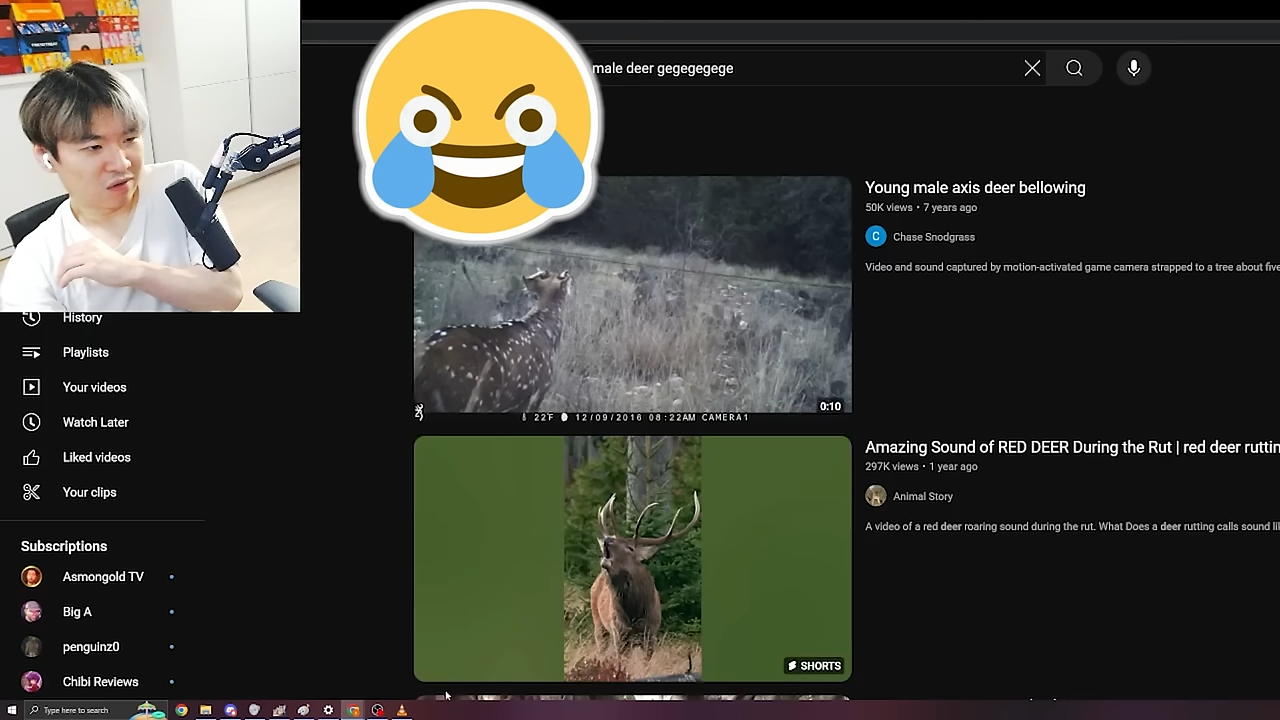 male deer gegegegege
Young male axis deer bellowing
50K views • 7 years ago
C
Chase Snodgrass
Video and sound captured by motion-activated game camera strapped to a tree about five
0:10
22°F 12/09/2016 08:22AM CAMERA1
Amazing Sound of RED DEER During the Rut | red deer ruttin
297K views • 1 year ago
Animal Story
A video of a red deer roaring sound during the rut. What Does a deer rutting calls sound li
SHORTS
History
Playlists
Your videos
Watch Later
Liked videos
Your clips
Subscriptions
Asmongold TV
Big A
penguinz0
Chibi Reviews
Type here to search